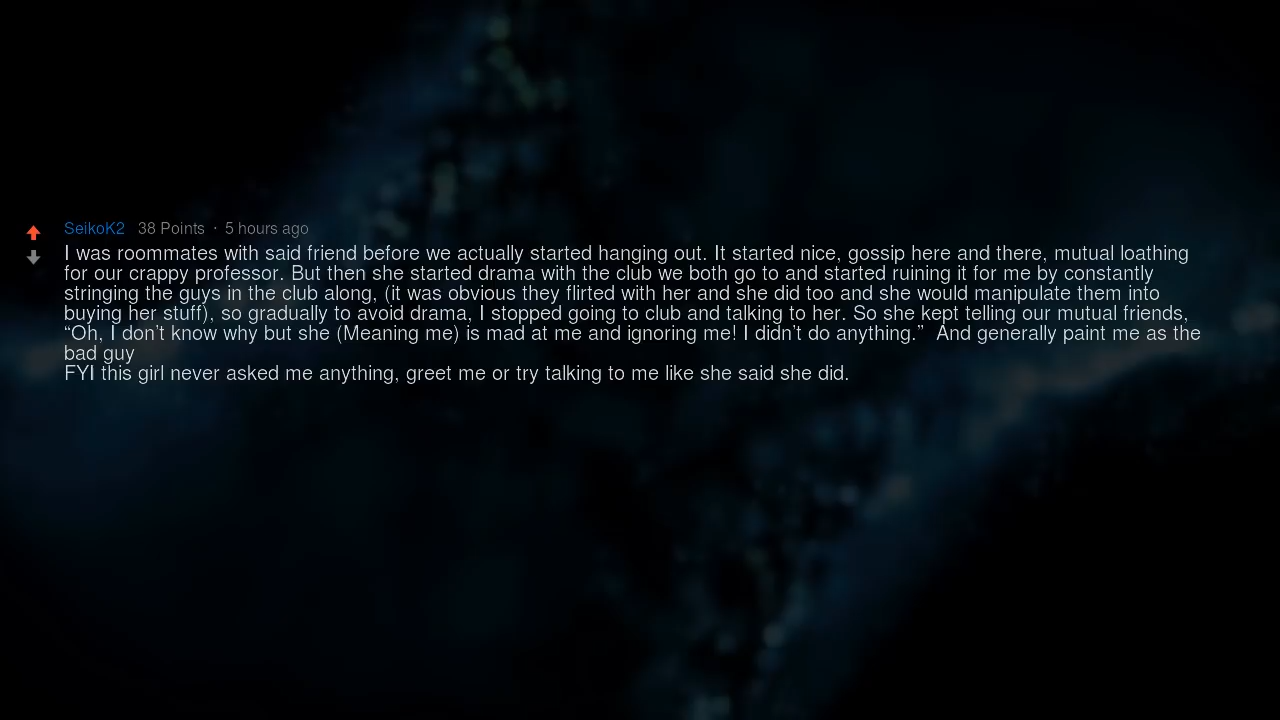 SeikoK2 38 Points · 5 hours ago
I was roommates with said friend before we actually started hanging out. It started nice, gossip here and there, mutual loathing
for our crappy professor. But then she started drama with the club we both go to and started ruining it for me by constantly
stringing the guys in the club along, (it was obvious they flirted with her and she did too and she would manipulate them into
buying her stuff), so gradually to avoid drama, I stopped going to club and talking to her. So she kept telling our mutual friends,
“Oh, I don’t know why but she (Meaning me) is mad at me and ignoring me! I didn’t do anything.”  And generally paint me as the
bad guy
FYI this girl never asked me anything, greet me or try talking to me like she said she did.